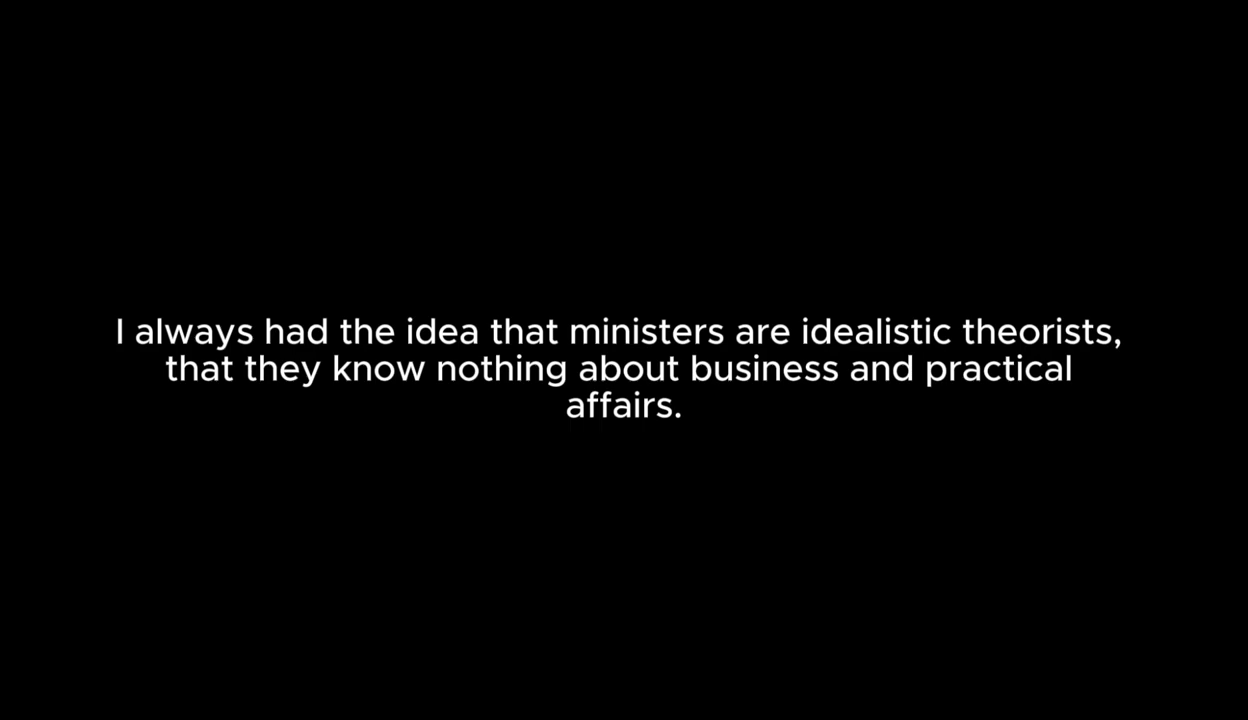 I always had the idea that ministers are idealistic theorists,
that they know nothing about business and practical
affairs.